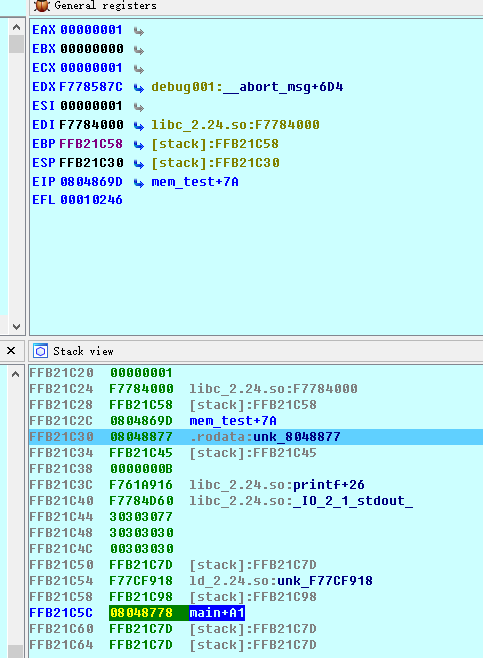 General registers
EAX 00000001
EBX 00000000
ECX 00000001
EDX F778587C debug001:__abort_msg+6D4
ESI 00000001
EDI F7784000 libc_2.24.so:F7784000
EBP FFB21C58 [stack]:FFB21C58
ESP FFB21C30 [stack]:FFB21C30
EIP 0804869D mem_test+7A
EFL 00010246
Stack view
FFB21C20 00000001
FFB21C24 F7784000 libc_2.24.so:F7784000
FFB21C28 FFB21C58 [stack]:FFB21C58
FFB21C2C 0804869D mem_test+7A
FFB21C30 08048877 .rodata:unk_8048877
FFB21C34 FFB21C45 [stack]:FFB21C45
FFB21C38 0000000B
FFB21C3C F761A916 libc_2.24.so:printf+26
FFB21C40 F7784D60 libc_2.24.so:_IO_2_1_stdout_
FFB21C44 30303077
FFB21C48 30303030
FFB21C4C 00303030
FFB21C50 FFB21C7D [stack]:FFB21C7D
FFB21C54 F77CF918 ld_2.24.so:unk_F77CF918
FFB21C58 FFB21C98 [stack]:FFB21C98
FFB21C5C 08048778 main+A1
FFB21C60 FFB21C7D [stack]:FFB21C7D
FFB21C64 FFB21C7D [stack]:FFB21C7D